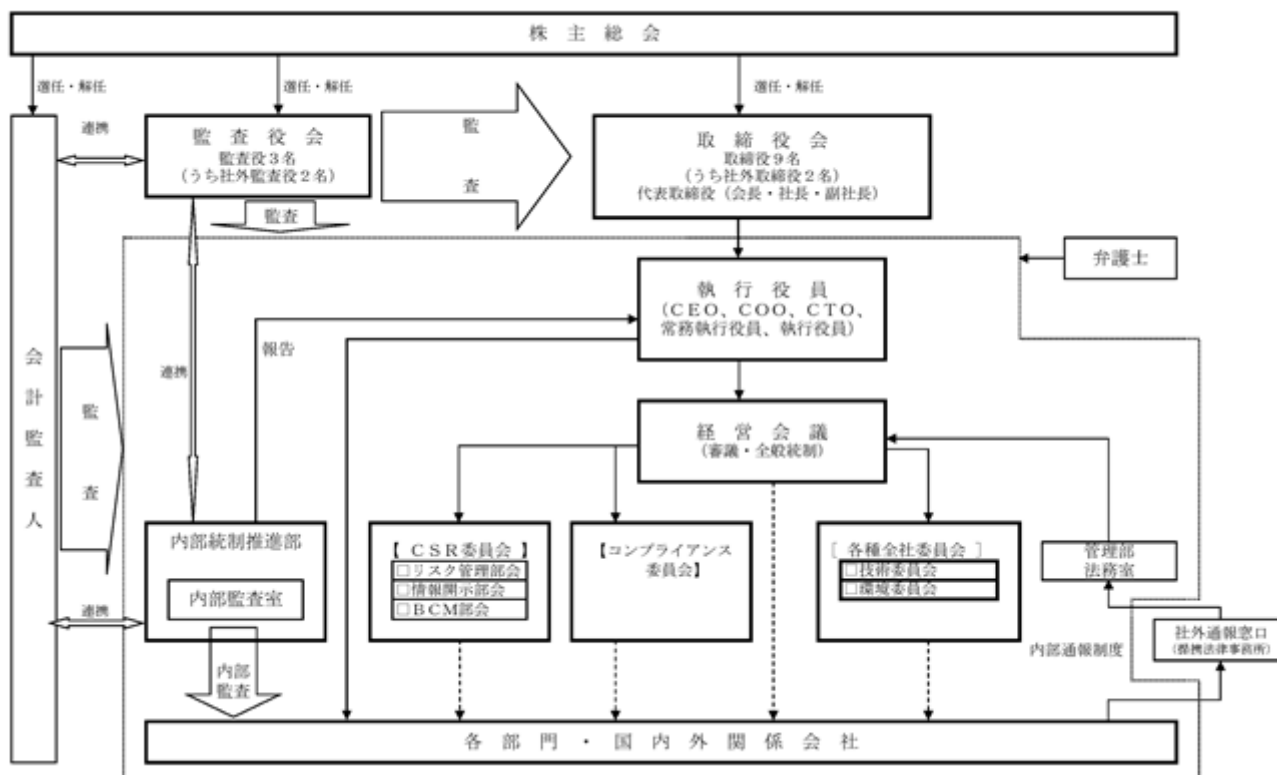 株主総会
選任・解任
選任・解任
選任・解任
連携
監査役会
監査役３名
(うち社外監査役２名)
監
査
取締役会
取締役９名
(うち社外取締役２名)
代表取締役（会長・社長・副社長）
監査
弁護士
執行役員
(ＣＥＯ、ＣＯＯ、ＣＴＯ、
常務執行役員、執行役員)
会計監査人
監
査
連携
報告
経営会議
(審議・全般統制)
内部統制推進部
内部監査室
【 ＣＳＲ委員会 】
□リスク管理部会
□情報開示部会
□ＢＣＭ部会
【コンプライアンス
委員会】
［ 各種全社委員会 ］
□技術委員会
□環境委員会
管理部
法務室
連携
社外通報窓口
(提携法律事務所)
内部通報制度
内部
監査
各部門・国内外関係会社